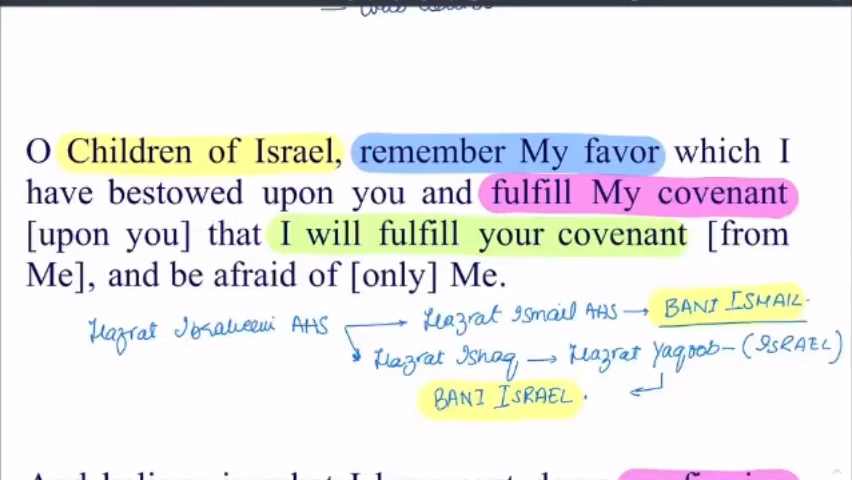 O Children of Israel, remember My favor which I
have bestowed upon you and fulfill My covenant
[upon you] that I will fulfill your covenant [from
Me], and be afraid of [only] Me.
Hazrat Ibraheem AHS → Hazrat Ismail AHS → BANI ISMAIL.
Hazrat Ishaq → Hazrat Yaqoob - (ISRAEL)
BANI ISRAEL.